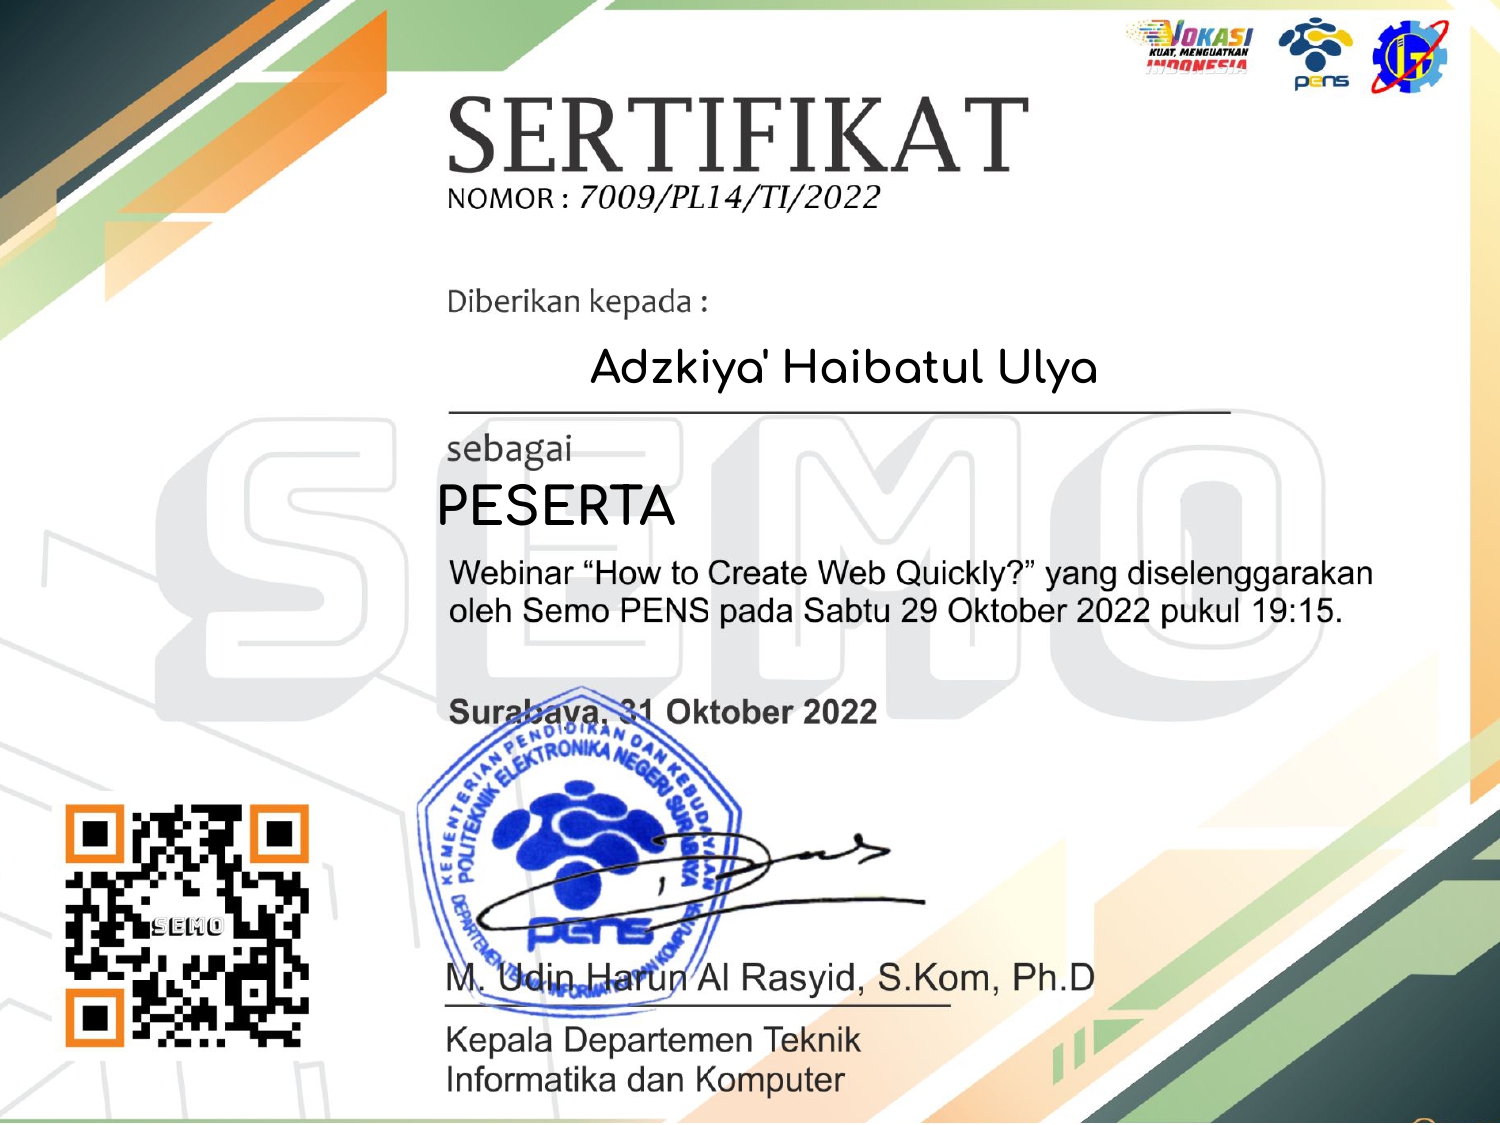 VOKASI
KUAT, MENGUATKAN
INDONESIA
pens
IT
SERTIFIKAT
NOMOR : 7009/PL14/TI/2022
Diberikan kepada :
Adzkiya' Haibatul Ulya
sebagai
PESERTA
Webinar “How to Create Web Quickly?” yang diselenggarakan
oleh Semo PENS pada Sabtu 29 Oktober 2022 pukul 19:15.
SEMO
Surabaya, 31 Oktober 2022
KEMENTERIAN PENDIDIKAN DAN KEBUDAYAAN
POLITEKNIK ELEKTRONIKA NEGERI SURABAYA
pens
DEPARTEMEN TEKNIK INFORMATIKA DAN KOMPUTER
SEMO
M. Udin Harun Al Rasyid, S.Kom, Ph.D
Kepala Departemen Teknik
Informatika dan Komputer